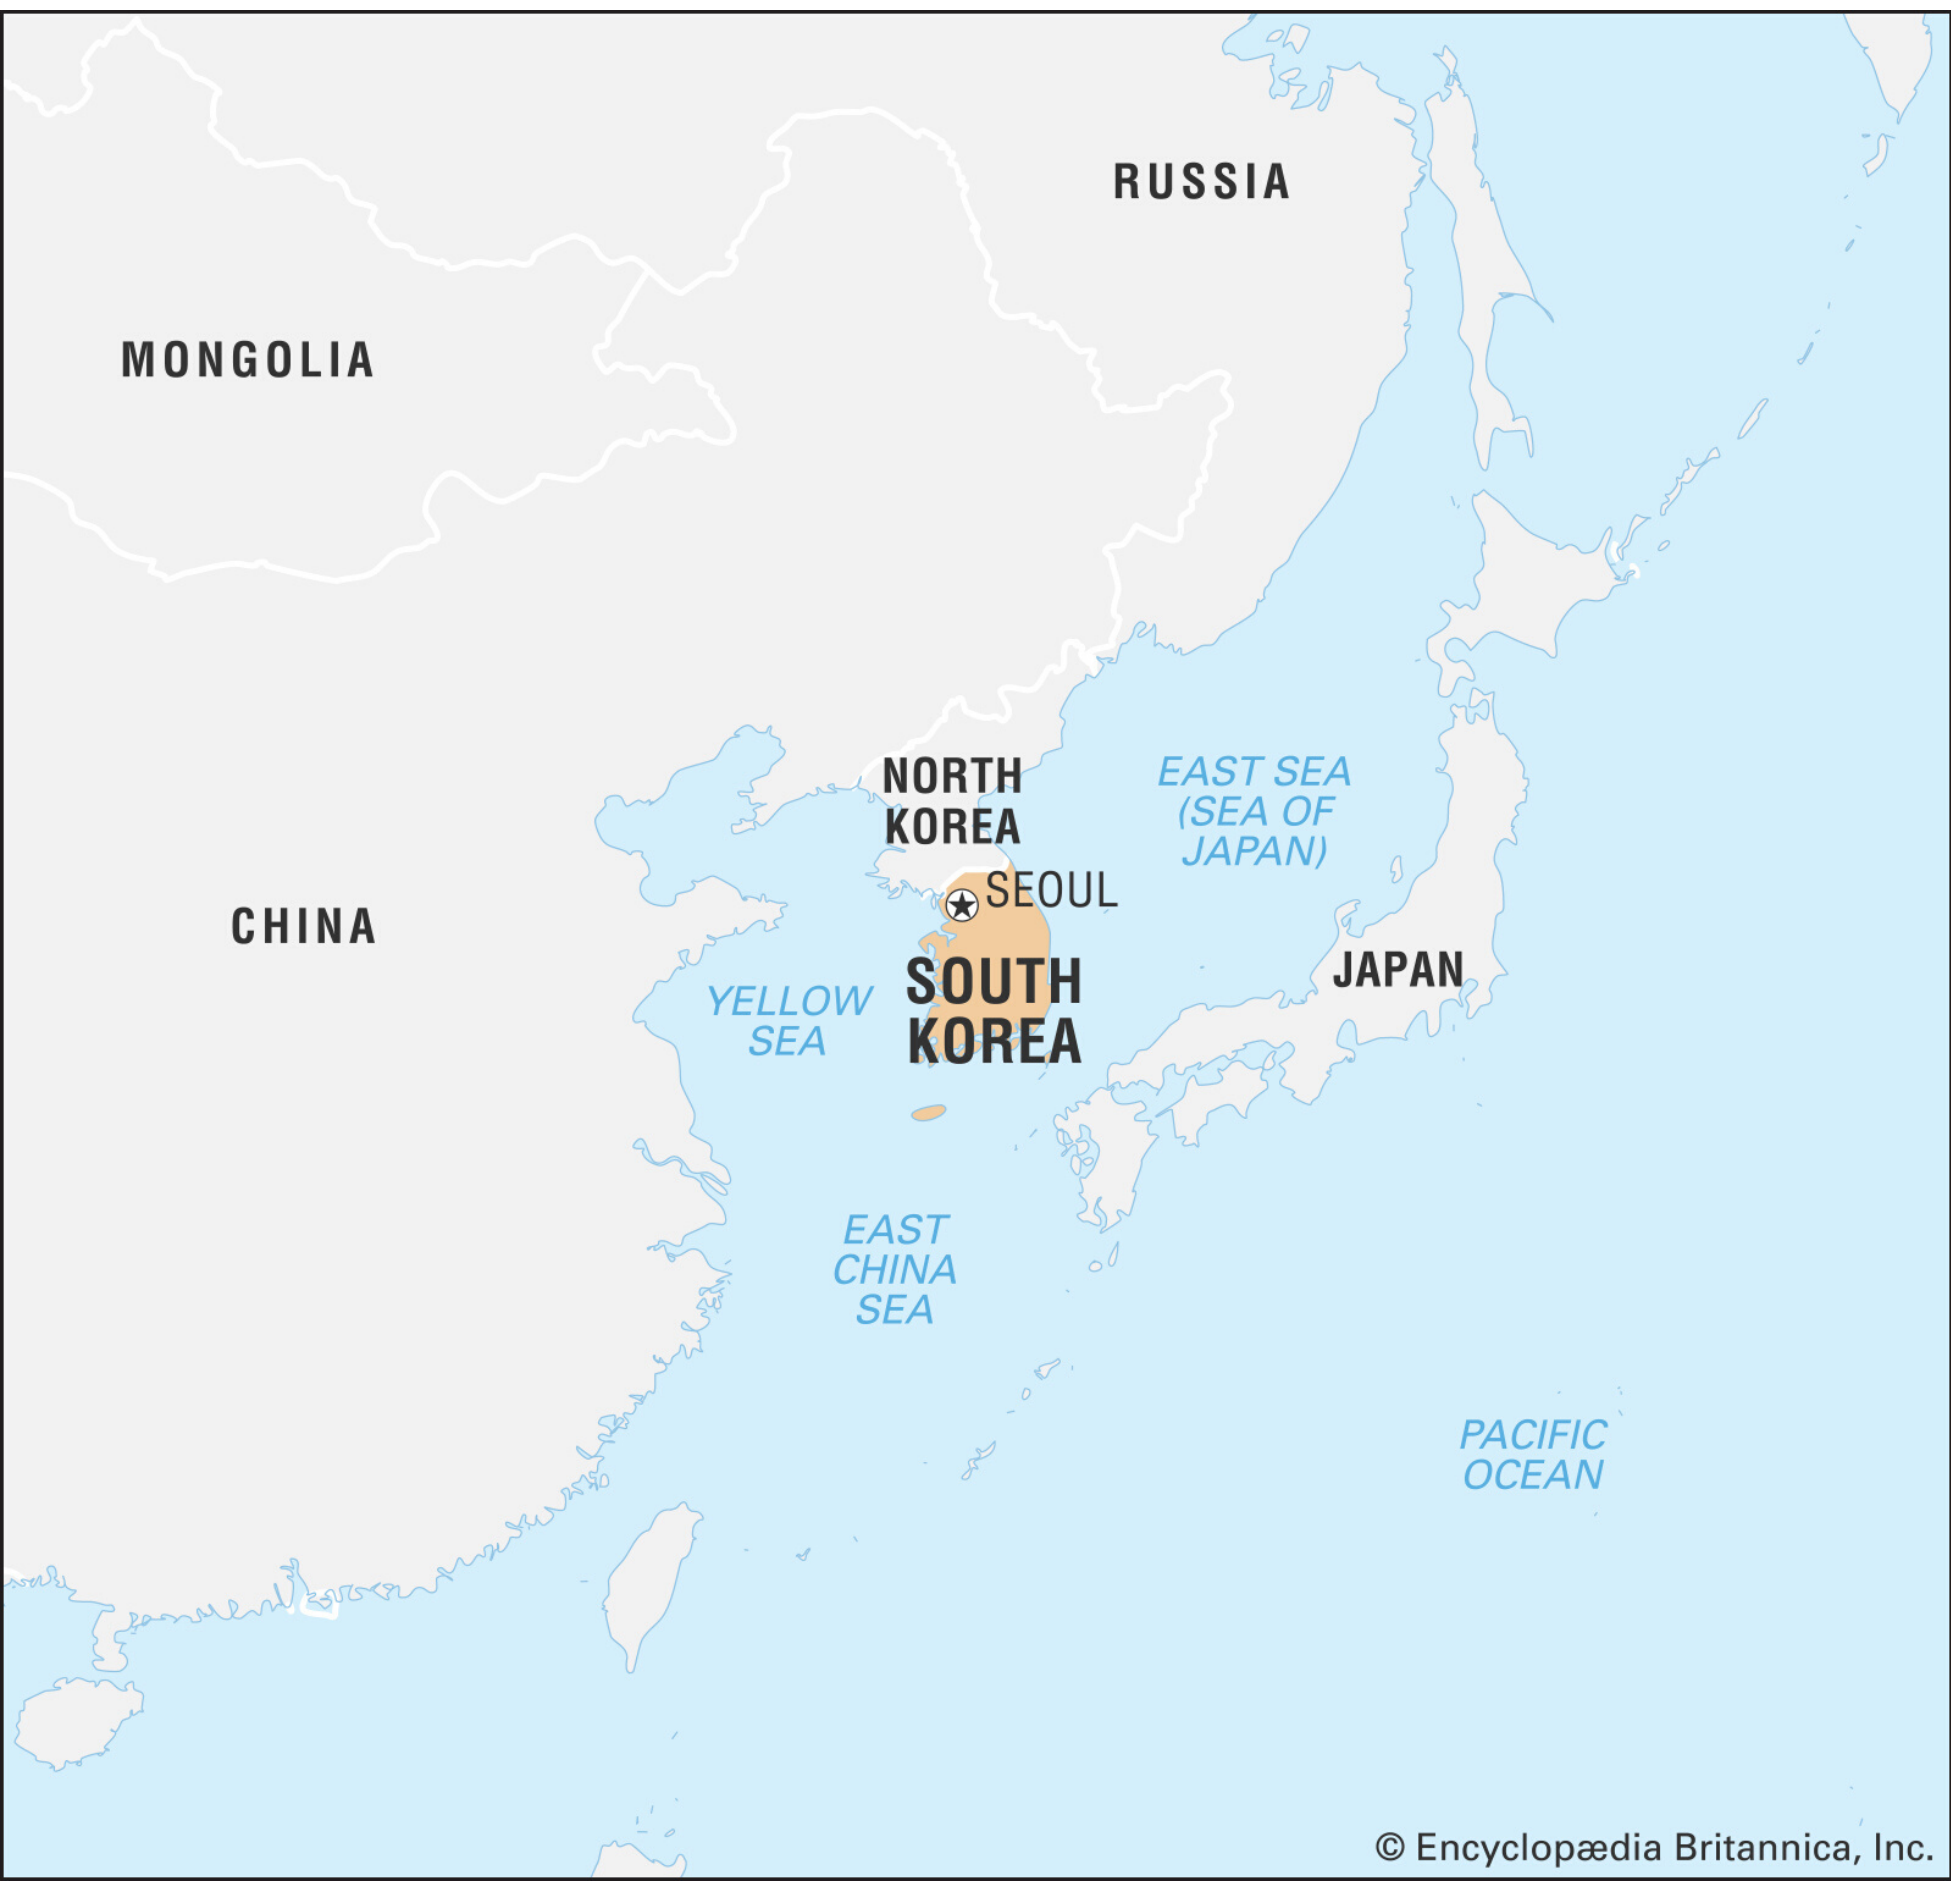 RUSSIA
MONGOLIA
NORTH
KOREA
EAST SEA
(SEA OF
JAPAN)
SEOUL
CHINA
JAPAN
SOUTH
KOREA
YELLOW
SEA
EAST
CHINA
SEA
PACIFIC
OCEAN
© Encyclopædia Britannica, Inc.